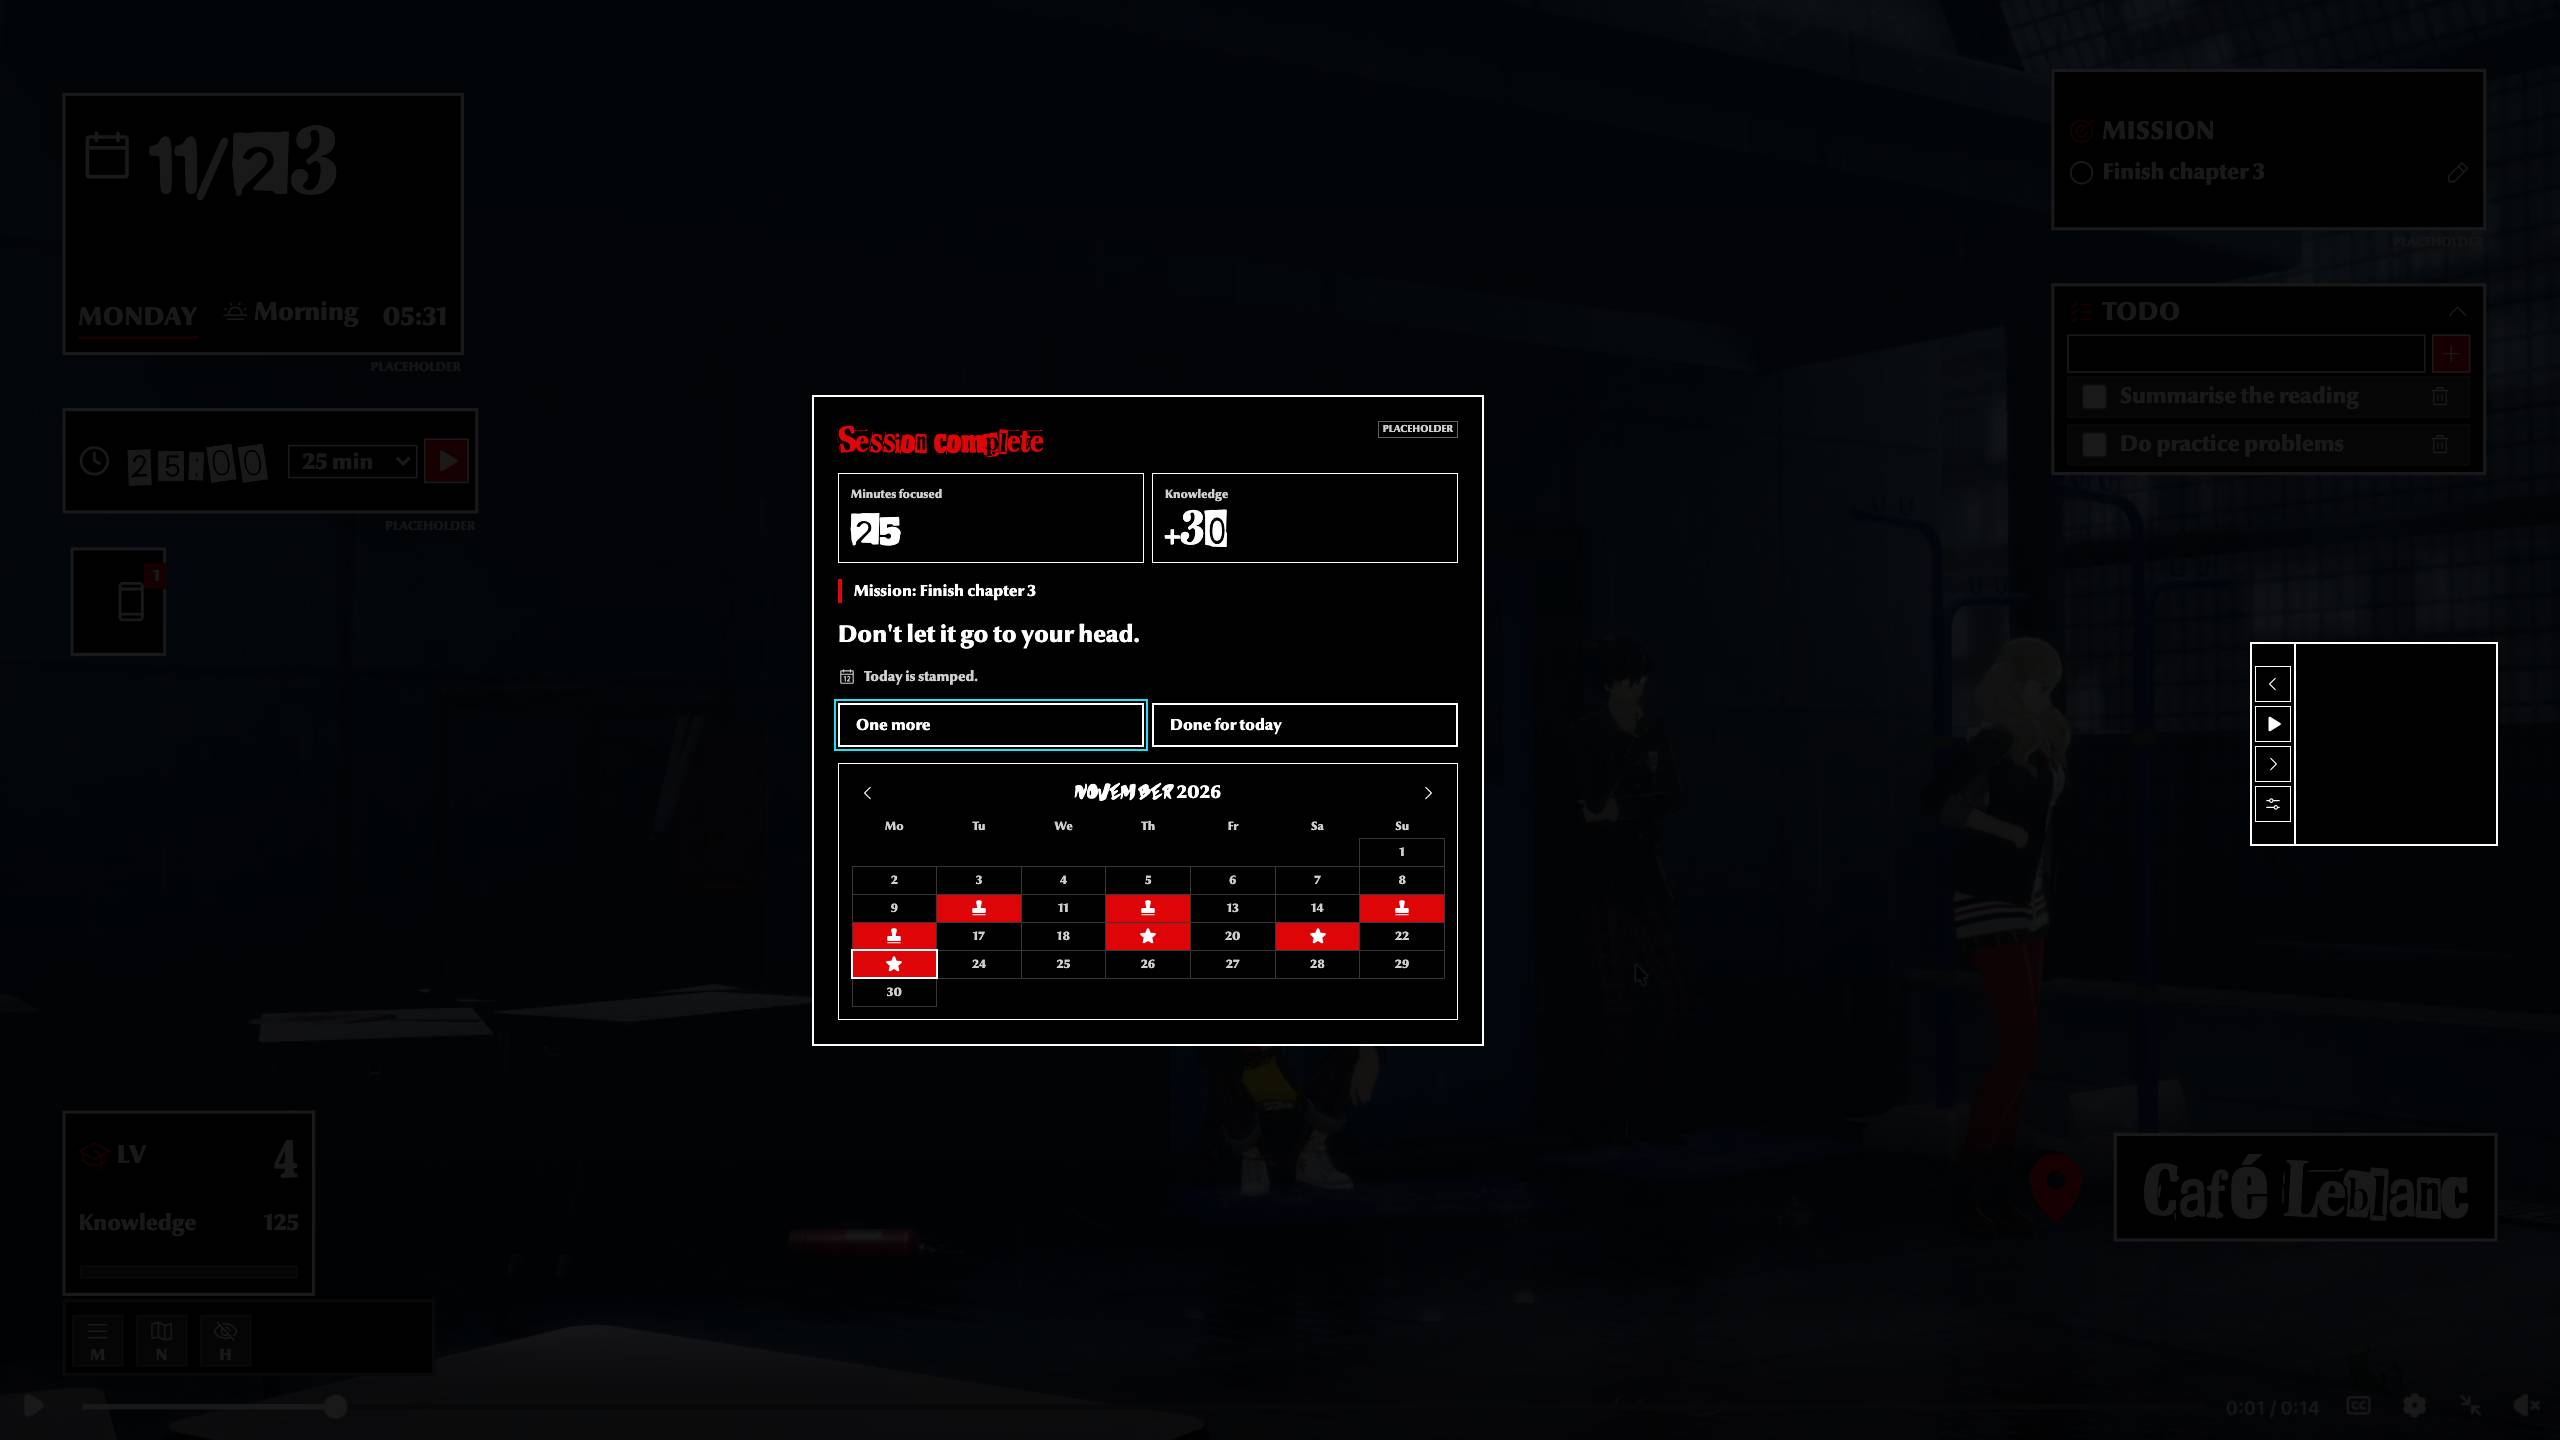 11/23
MONDAY Morning 05:31
PLACEHOLDER
25:00 25 min
PLACEHOLDER
1
LV 4
Knowledge 125
M N H
Session complete PLACEHOLDER
Minutes focused
25
Knowledge
+30
Mission: Finish chapter 3
Don't let it go to your head.
12 Today is stamped.
One more Done for today
NOVEMBER 2026
Mo Tu We Th Fr Sa Su
1
2 3 4 5 6 7 8
9 11 13 14
17 18 20 22
24 25 26 27 28 29
30
MISSION
Finish chapter 3
PLACEHOLDER
TODO
Summarise the reading
Do practice problems
Café Leblanc
0:01 / 0:14 CC